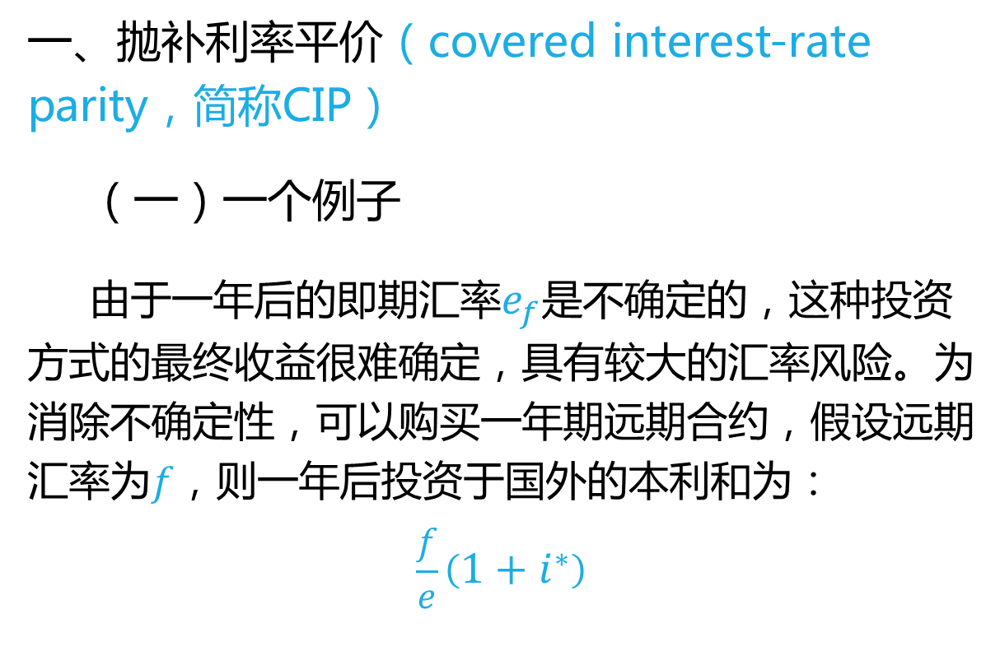 一、抛补利率平价（covered interest-rate
parity，简称CIP）
（一）一个例子
由于一年后的即期汇率e_f是不确定的，这种投资
方式的最终收益很难确定，具有较大的汇率风险。为
消除不确定性，可以购买一年期远期合约，假设远期
汇率为f，则一年后投资于国外的本利和为：
f/e(1 + i*)